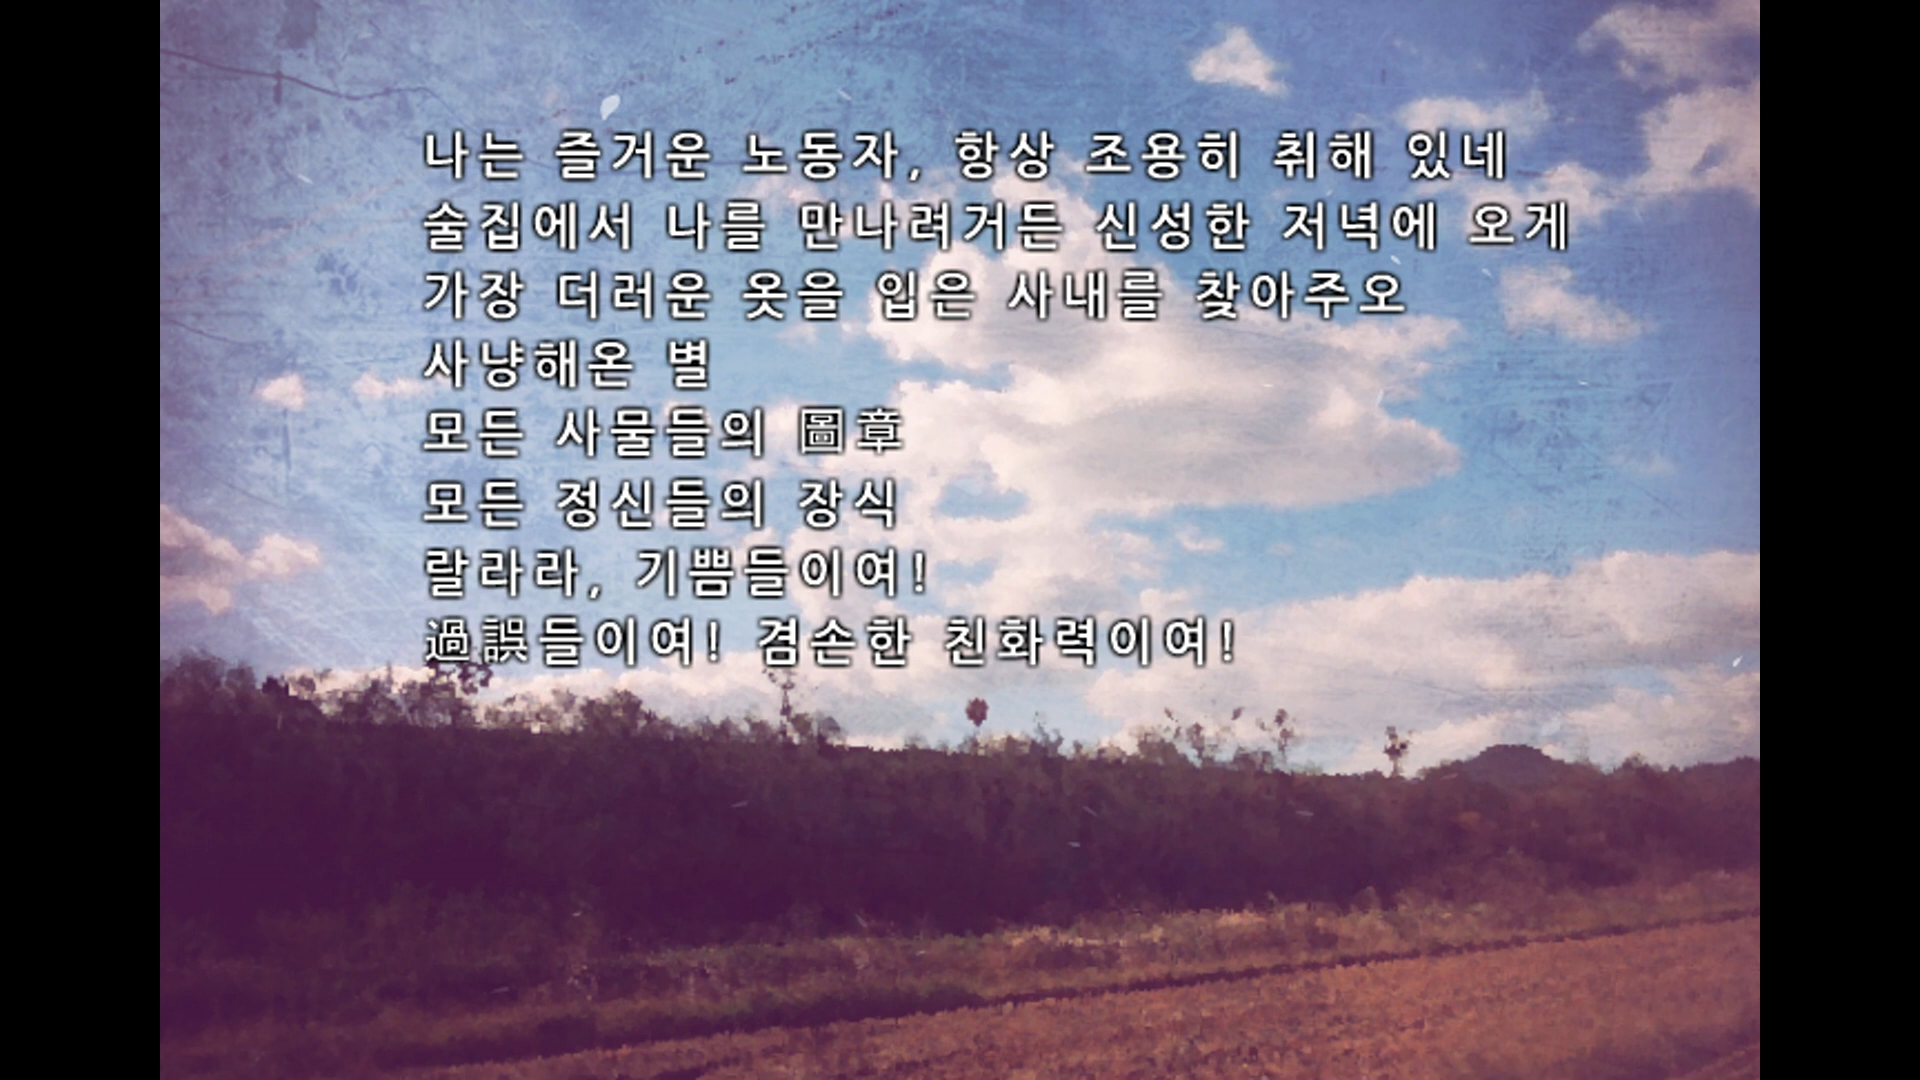 나는 즐거운 노동자, 항상 조용히 취해 있네
술집에서 나를 만나려거든 신성한 저녁에 오게
가장 더러운 옷을 입은 사내를 찾아주오
사냥해온 별
모든 사물들의 圖章
모든 정신들의 장식
랄라라, 기쁨들이여!
過誤들이여! 겸손한 친화력이여!